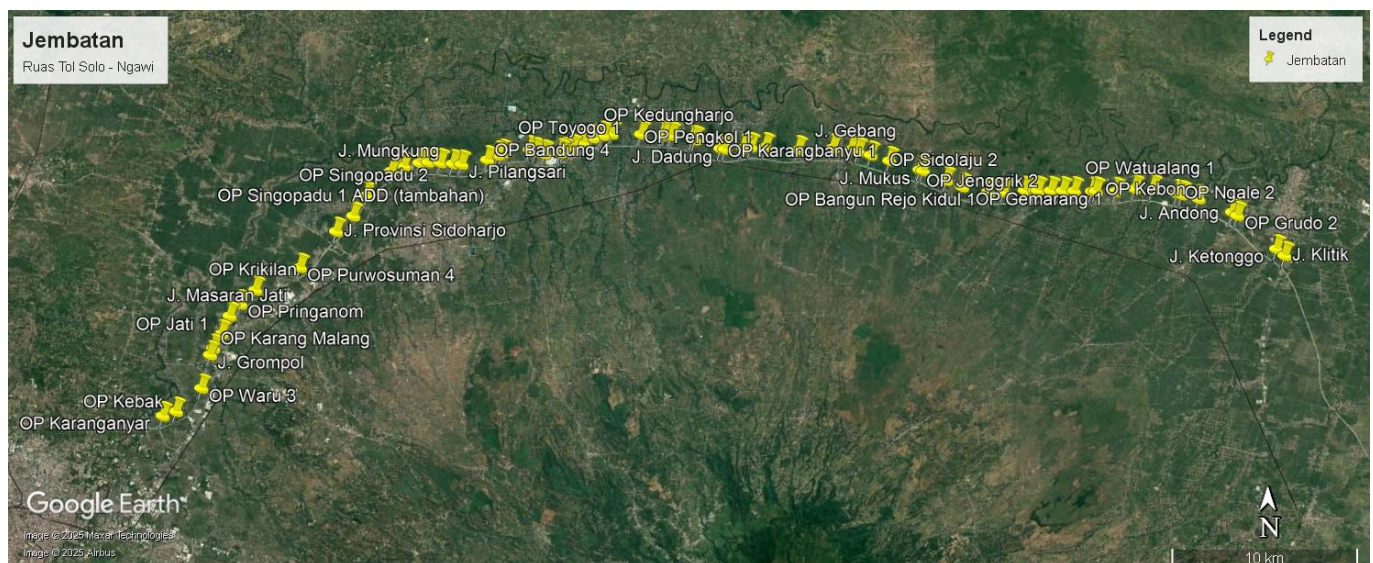 Jembatan
Ruas Tol Solo - Ngawi
Legend
Jembatan
OP Kedungharjo
OP Toyogo 1
OP Pengkol 1
J. Gebang
J. Mungkung
OP Bandung 4
J. Dadung
OP Karangbanyu 1
OP Sidolaju 2
OP Singopadu 2
J. Pilangsari
J. Mukus
OP Jenggrik 2
OP Watualang 1
OP Kebon
OP Ngale 2
OP Singopadu 1 ADD (tambahan)
OP Bangun Rejo Kidul 1
OP Gemarang 1
J. Andong
OP Grudo 2
J. Provinsi Sidoharjo
J. Ketonggo
J. Klitik
OP Krikilan
OP Purwosuman 4
J. Masaran Jati
OP Pringanom
OP Jati 1
OP Karang Malang
J. Grompol
OP Waru 3
OP Kebak
OP Karanganyar
Google Earth
Image © 2025 Maxar Technologies
Image © 2025 Airbus
N
10 km